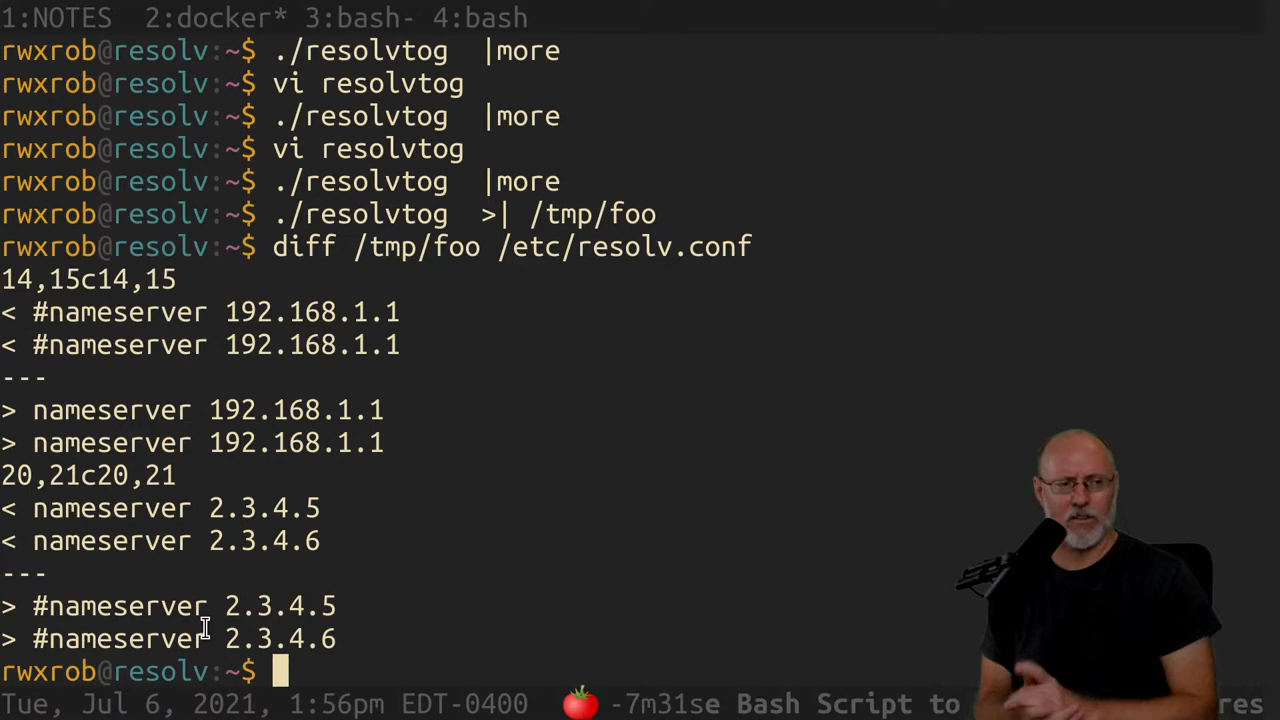 1:NOTES  2:docker* 3:bash- 4:bash
rwxrob@resolv:~$ ./resolvtog  |more
rwxrob@resolv:~$ vi resolvtog
rwxrob@resolv:~$ ./resolvtog  |more
rwxrob@resolv:~$ vi resolvtog
rwxrob@resolv:~$ ./resolvtog  |more
rwxrob@resolv:~$ ./resolvtog  >| /tmp/foo
rwxrob@resolv:~$ diff /tmp/foo /etc/resolv.conf
14,15c14,15
< #nameserver 192.168.1.1
< #nameserver 192.168.1.1
---
> nameserver 192.168.1.1
> nameserver 192.168.1.1
20,21c20,21
< nameserver 2.3.4.5
< nameserver 2.3.4.6
---
> #nameserver 2.3.4.5
> #nameserver 2.3.4.6
rwxrob@resolv:~$
Tue, Jul 6, 2021, 1:56pm EDT-0400  🍅 -7m31se Bash Script to res